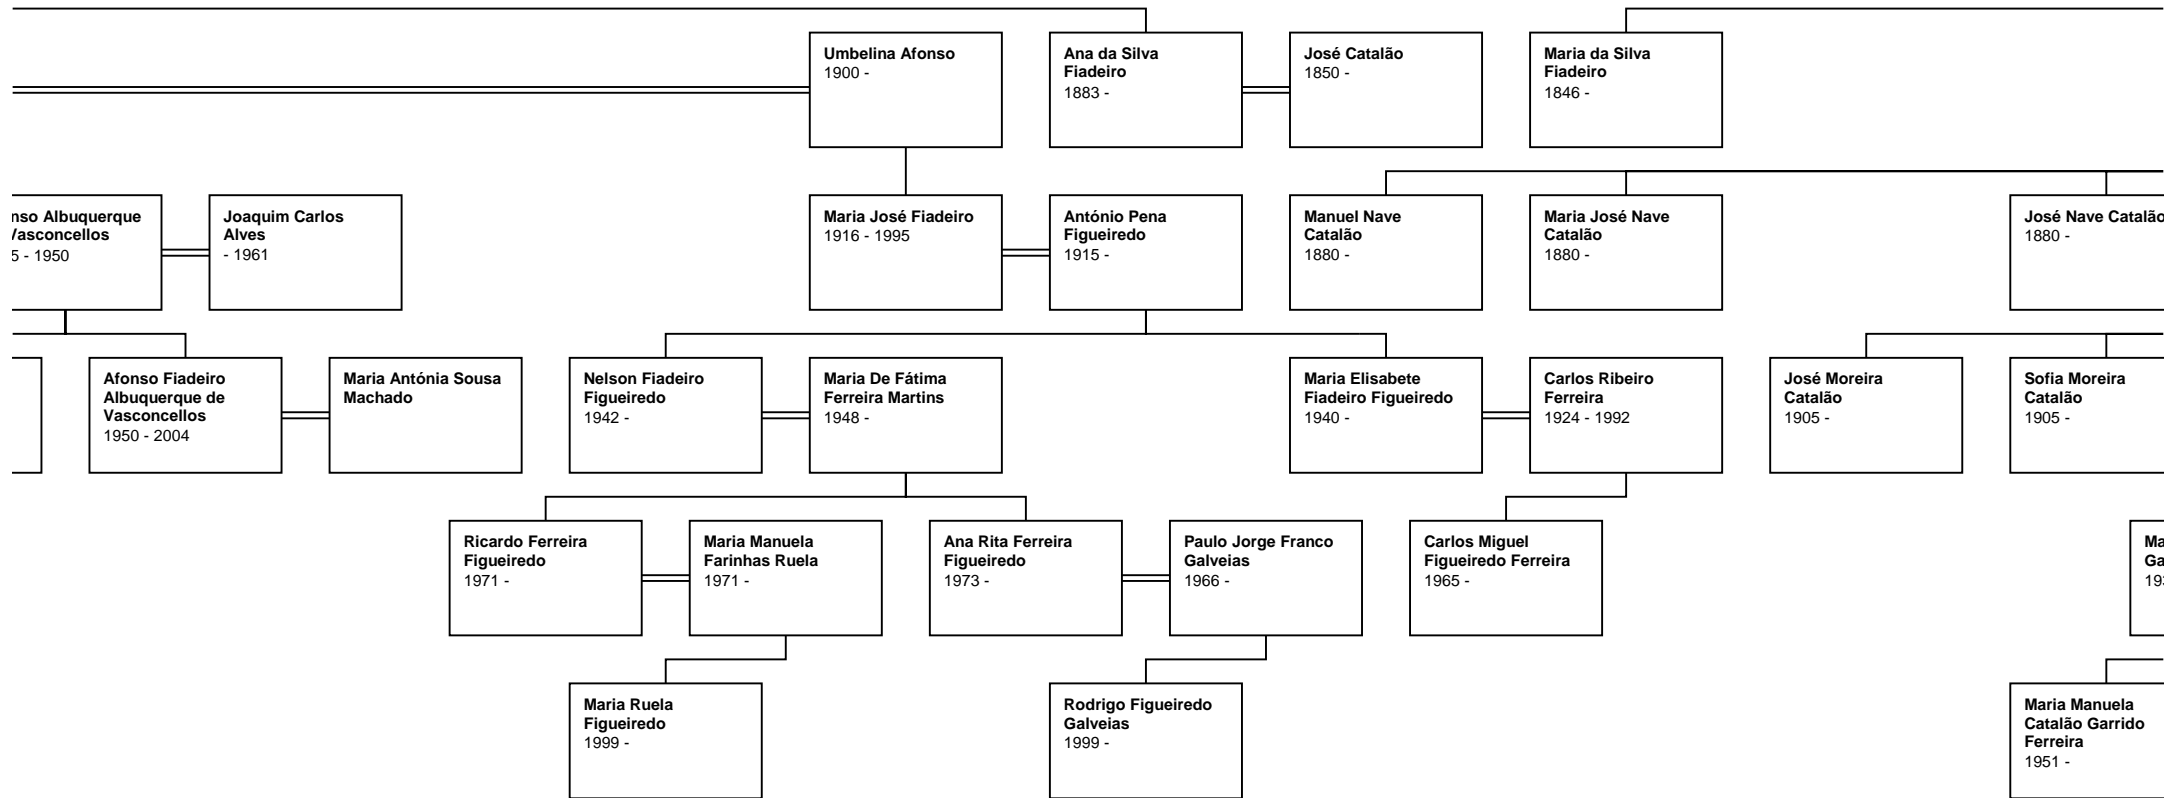 Umbelina Afonso
1900 -
Ana da Silva
Fiadeiro
1883 -
José Catalão
1850 -
Maria da Silva
Fiadeiro
1846 -
Albuquerque
Vasconcellos
- 1950
Joaquim Carlos
Alves
- 1961
Maria José Fiadeiro
1916 - 1995
António Pena
Figueiredo
1915 -
Manuel Nave
Catalão
1880 -
Maria José Nave
Catalão
1880 -
José Nave Catalão
1880 -
Afonso Fiadeiro
Albuquerque de
Vasconcellos
1950 - 2004
Maria Antónia Sousa
Machado
Nelson Fiadeiro
Figueiredo
1942 -
Maria De Fátima
Ferreira Martins
1948 -
Maria Elisabete
Fiadeiro Figueiredo
1940 -
Carlos Ribeiro
Ferreira
1924 - 1992
José Moreira
Catalão
1905 -
Sofia Moreira
Catalão
1905 -
Ricardo Ferreira
Figueiredo
1971 -
Maria Manuela
Farinhas Ruela
1971 -
Ana Rita Ferreira
Figueiredo
1973 -
Paulo Jorge Franco
Galveias
1966 -
Carlos Miguel
Figueiredo Ferreira
1965 -
Maria Ruela
Figueiredo
1999 -
Rodrigo Figueiredo
Galveias
1999 -
Maria Manuela
Catalão Garrido
Ferreira
1951 -